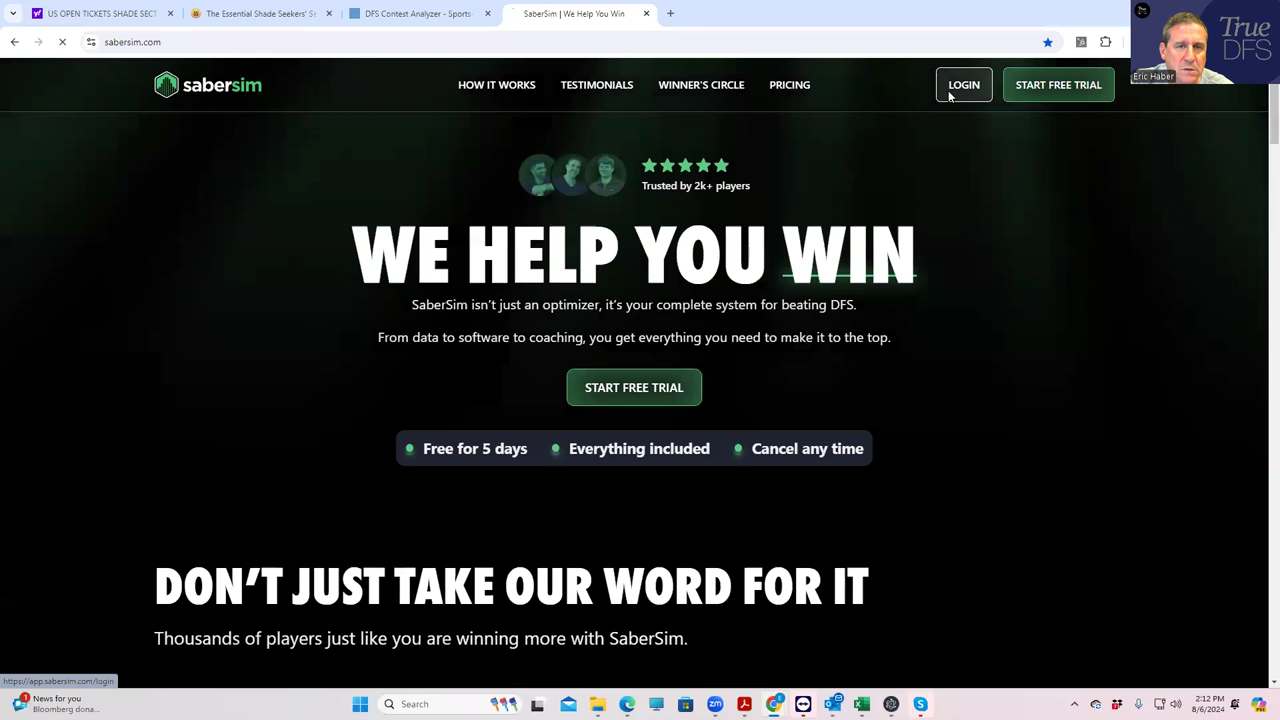 US OPEN TICKETS SHADE SECT
The Essential Shade Seekers' S
DFS Contest Analyzer - Sports
SaberSim | We Help You Win
sabersim.com
True
DFS
Eric Haber
sabersim
HOW IT WORKS
TESTIMONIALS
WINNER'S CIRCLE
PRICING
LOGIN
START FREE TRIAL
Trusted by 2k+ players
WE HELP YOU WIN
SaberSim isn't just an optimizer, it's your complete system for beating DFS.
From data to software to coaching, you get everything you need to make it to the top.
START FREE TRIAL
Free for 5 days
Everything included
Cancel any time
DON'T JUST TAKE OUR WORD FOR IT
Thousands of players just like you are winning more with SaberSim.
https://app.sabersim.com/login
1
News for you
Bloomberg dona...
Search
zm
2:12 PM
8/6/2024